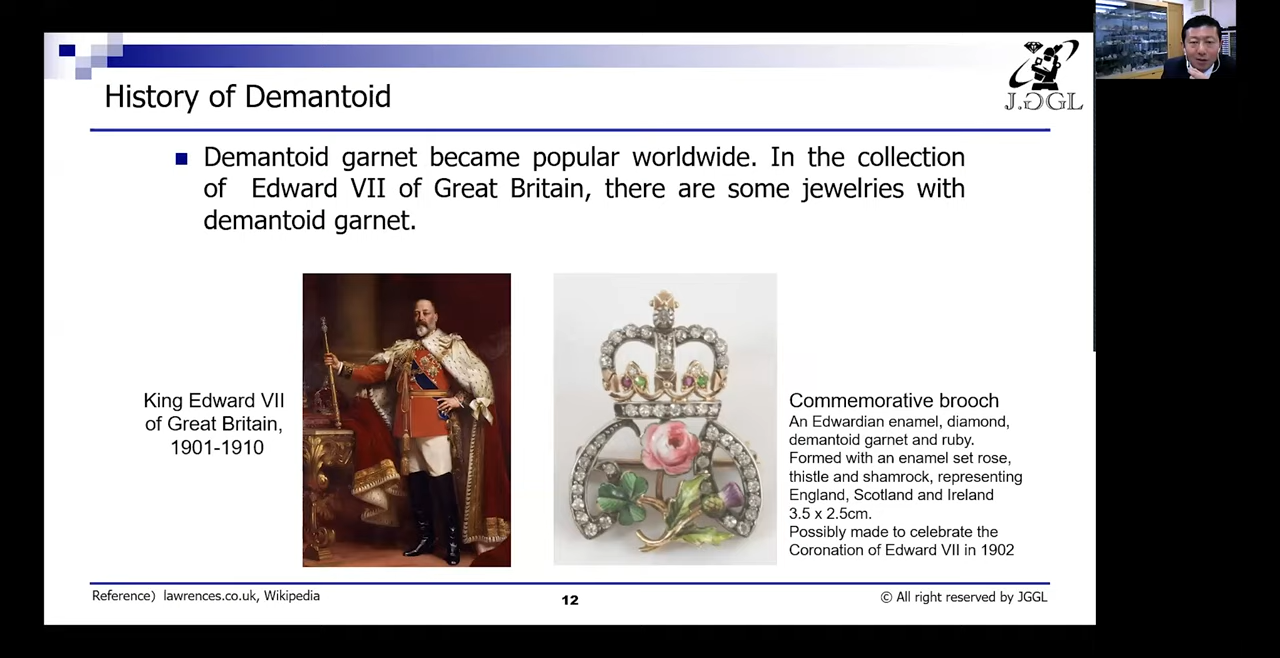 J.GGL
History of Demantoid
Demantoid garnet became popular worldwide. In the collection
of Edward VII of Great Britain, there are some jewelries with
demantoid garnet.
King Edward VII
of Great Britain,
1901-1910
Commemorative brooch
An Edwardian enamel, diamond,
demantoid garnet and ruby.
Formed with an enamel set rose,
thistle and shamrock, representing
England, Scotland and Ireland
3.5 x 2.5cm.
Possibly made to celebrate the
Coronation of Edward VII in 1902
Reference) lawrences.co.uk, Wikipedia
12
© All right reserved by JGGL